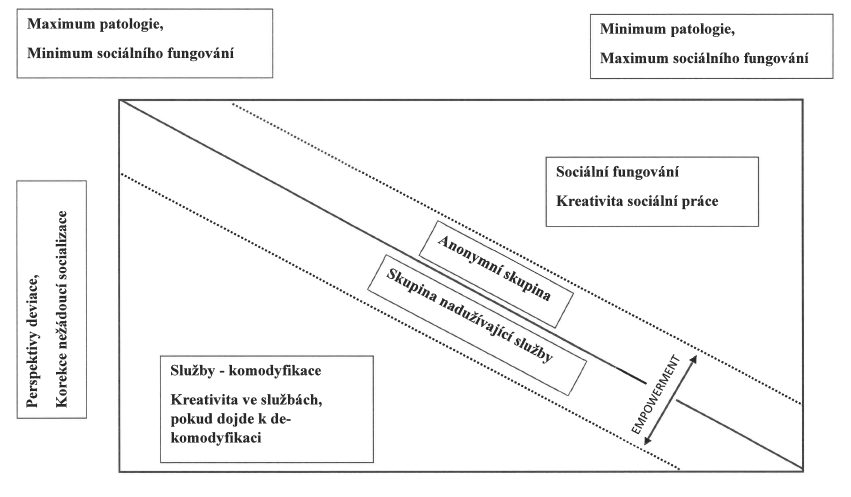 Maximum patologie,
Minimum sociálního fungování
Minimum patologie,
Maximum sociálního fungování
Sociální fungování
Kreativita sociální práce
Perspektivy deviace,
Korekce nežádoucí socializace
Anonymní skupina
Skupina nadužívající služby
EMPOWERMENT
Služby - komodyfikace
Kreativita ve službách,
pokud dojde k de-
komodyfikaci